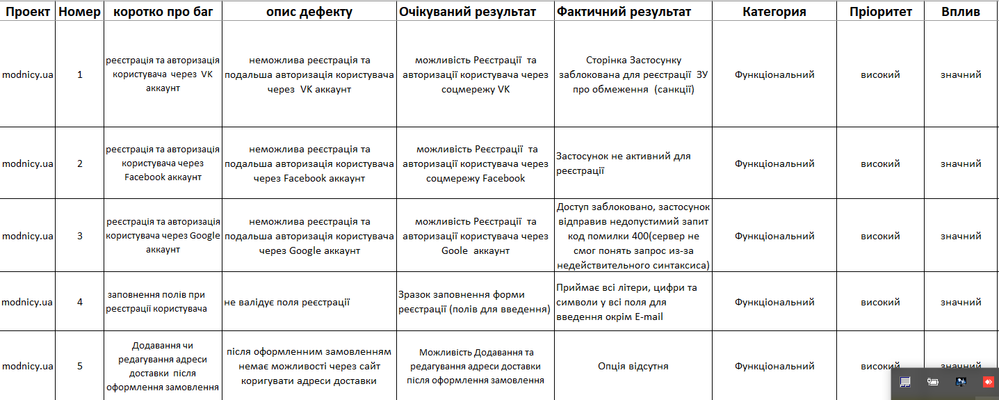 Проект Номер коротко про баг опис дефекту Очікуваний результат Фактичний результат Категория Пріоритет Вплив
modnicy.ua
1
реєстрація та авторизація
користувача через VK
аккаунт
неможлива реєстрація та
подальша авторизація користувача
через VK аккаунт
можливість Реєстрації та
авторизації користувача через
соцмережу VK
Сторінка Застосунку
заблокована для реєстрації ЗУ
про обмеження (санкції)
Функціональний
високий
значний
modnicy.ua
2
реєстрація та авторизація
користувача через
Facebook аккаунт
неможлива реєстрація та
подальша авторизація користувача
через Facebook аккаунт
можливість Реєстрації та
авторизації користувача через
соцмережу Facebook
Застосунок не активний для
реєстрації
Функціональний
високий
значний
modnicy.ua
3
реєстрація та авторизація
користувача через Google
аккаунт
неможлива реєстрація та
подальша авторизація користувача
через Google аккаунт
можливість Реєстрації та
авторизації користувача через
Goole аккаунт
Доступ заблоковано, застосунок
відправив недопустимий запит
код помилки 400(сервер не
смог понять запрос из-за
недействительного синтаксиса)
Функціональний
високий
значний
modnicy.ua
4
заповнення полів при
реєстрації користувача
не валідує поля реєстрації
Зразок заповнення форми
реєстрації (полів для введення)
Приймає всі літери, цифри та
символи у всі поля для
введення окрім E-mail
Функціональний
високий
значний
modnicy.ua
5
Додавання чи
редагування адреси
доставки після
оформлення замовлення
після оформленним замовленням
немає можливості через сайт
коригувати адреси доставки
Можливість Додавання та
редагування адреси доставки
після оформлення замовлення
Опція відсутня
Функціональний
високий
значний